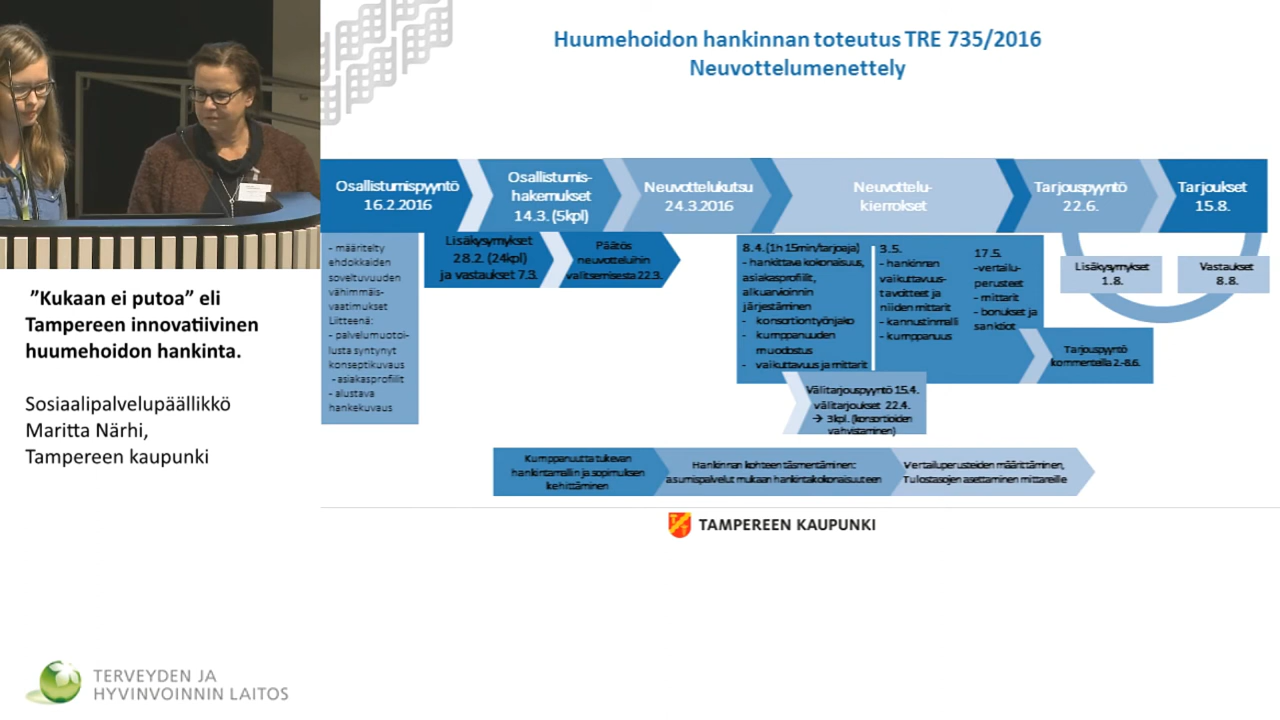 Huumehoidon hankinnan toteutus TRE 735/2016
Neuvottelumenettely
Osallistumispyyntö
16.2.2016
Osallistumis-
hakemukset
14.3. (5kpl)
Neuvottelukutsu
24.3.2016
Neuvottelu-
kierrokset
Tarjouspyyntö
22.6.
Tarjoukset
15.8.
- määritelty
ehdokkaiden
soveltuvuuden
vähimmäis-
vaatimukset
Liitteenä:
- palvelumuotoi-
lusta syntynyt
konseptikuvaus
- asiakasprofiilit
- alustava
hankekuvaus
Lisäkysymykset
28.2. (24kpl)
ja vastaukset 7.3.
Päätös
neuvotteluihin
valitsemisesta 22.3.
8.4. (1h 15min/tarjoaja)
- hankittava kokonaisuus,
asiakasprofiilit,
alkuarvioinnin
järjestäminen
- konsortion työnjako
- kumppanuuden
muodostus
- vaikuttavuus ja mittarit
3.5.
- hankinnan
vaikuttavuus-
tavoitteet ja
niiden mittarit
- kannustinmalli
- kumppanuus
17.5.
-vertailu-
perusteet
- mittarit
- bonukset ja
sanktiot
Lisäkysymykset
1.8.
Vastaukset
8.8.
Tarjouspyyntö
kommenteilla 2.-8.6.
Välitarjouspyyntö 15.4.
välitarjoukset 22.4.
→ 3kpl. (konsortioiden
vahvistaminen)
Kumppanuutta tukevan
hankintamallin ja sopimuksen
kehittäminen
Hankinnan kohteen täsmentäminen:
asumispalvelut mukaan hankintakokonaisuuteen
Vertailuperusteiden määrittäminen,
Tulostasojen asettaminen mittareille
TAMPEREEN KAUPUNKI
"Kukaan ei putoa" eli
Tampereen innovatiivinen
huumehoidon hankinta.
Sosiaalipalvelupäällikkö
Maritta Närhi,
Tampereen kaupunki
TERVEYDEN JA
HYVINVOINNIN LAITOS